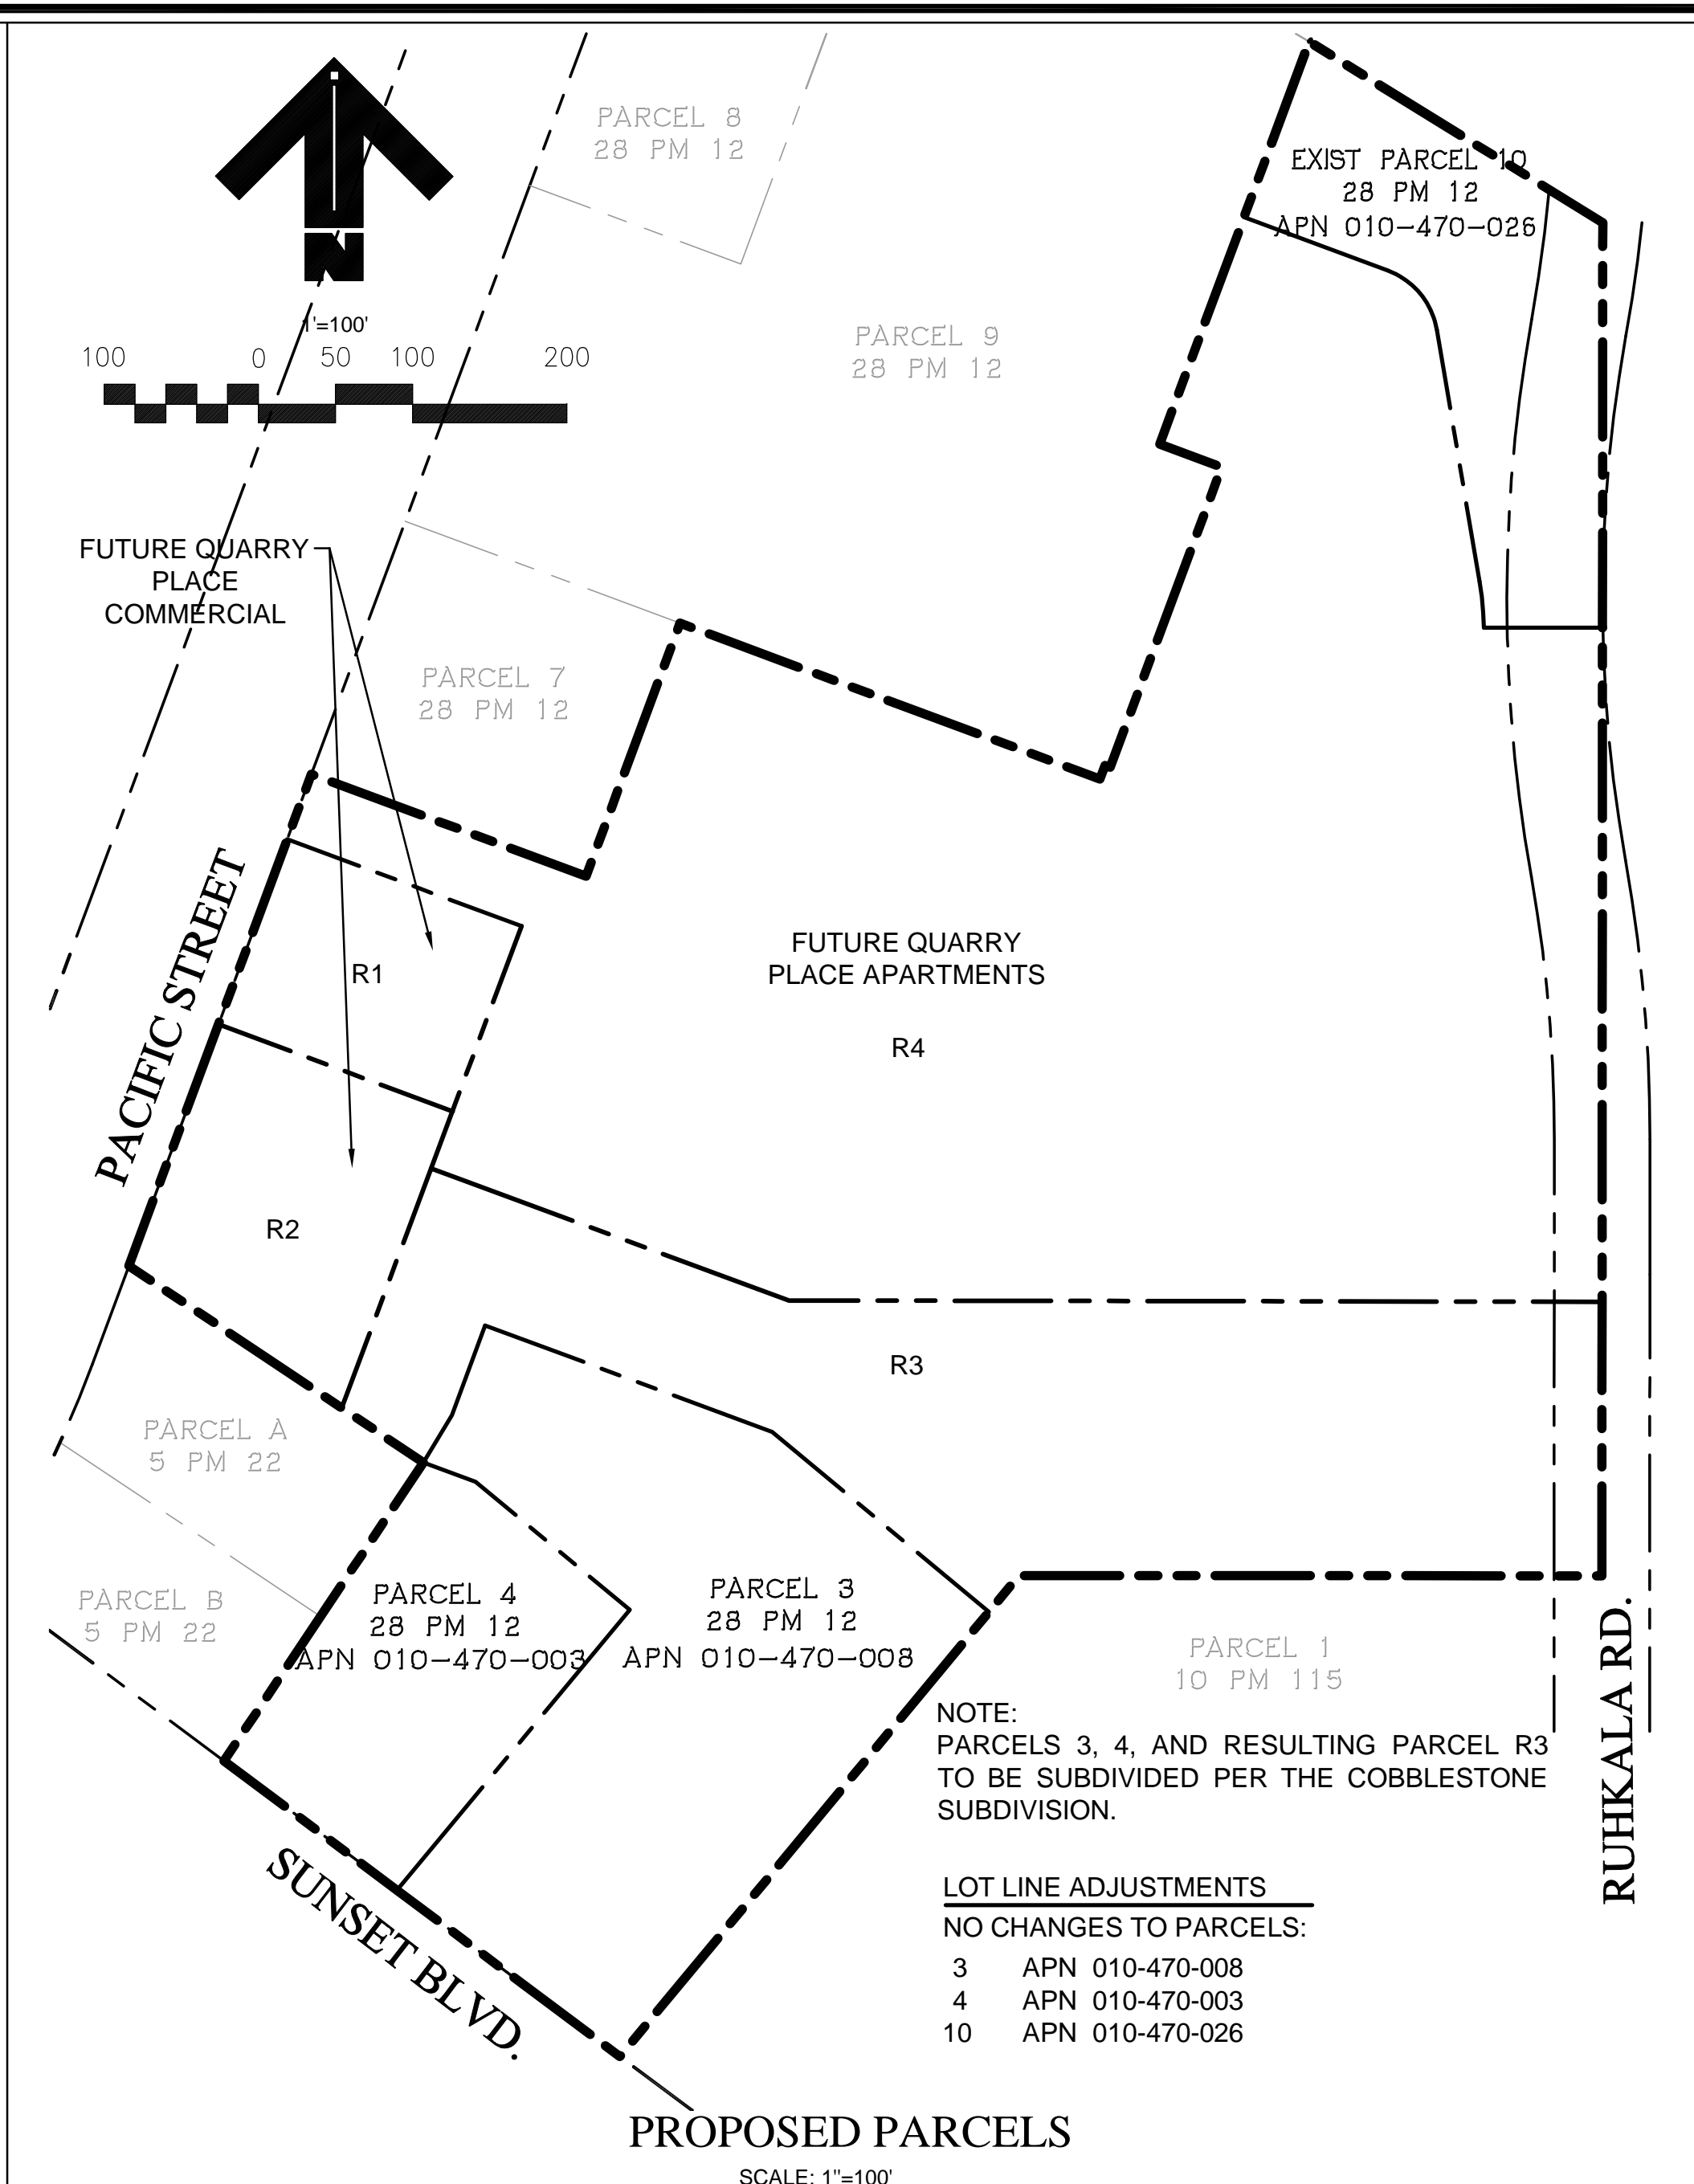 PARCEL 8
28 PM 12
EXIST PARCEL 10
28 PM 12
APN 010-470-026
N
1'=100'
100 0 50 100 200
PARCEL 9
28 PM 12
FUTURE QUARRY
PLACE
COMMERCIAL
PARCEL 7
28 PM 12
PACIFIC STREET
R1
FUTURE QUARRY
PLACE APARTMENTS
R4
R2
R3
PARCEL A
5 PM 22
PARCEL B
5 PM 22
PARCEL 4
28 PM 12
APN 010-470-003
PARCEL 3
28 PM 12
APN 010-470-008
PARCEL 1
10 PM 115
RUHKALA RD.
NOTE:
PARCELS 3, 4, AND RESULTING PARCEL R3
TO BE SUBDIVIDED PER THE COBBLESTONE
SUBDIVISION.
SUNSET BLVD.
LOT LINE ADJUSTMENTS
NO CHANGES TO PARCELS:
3 APN 010-470-008
4 APN 010-470-003
10 APN 010-470-026
PROPOSED PARCELS
SCALE: 1"=100'